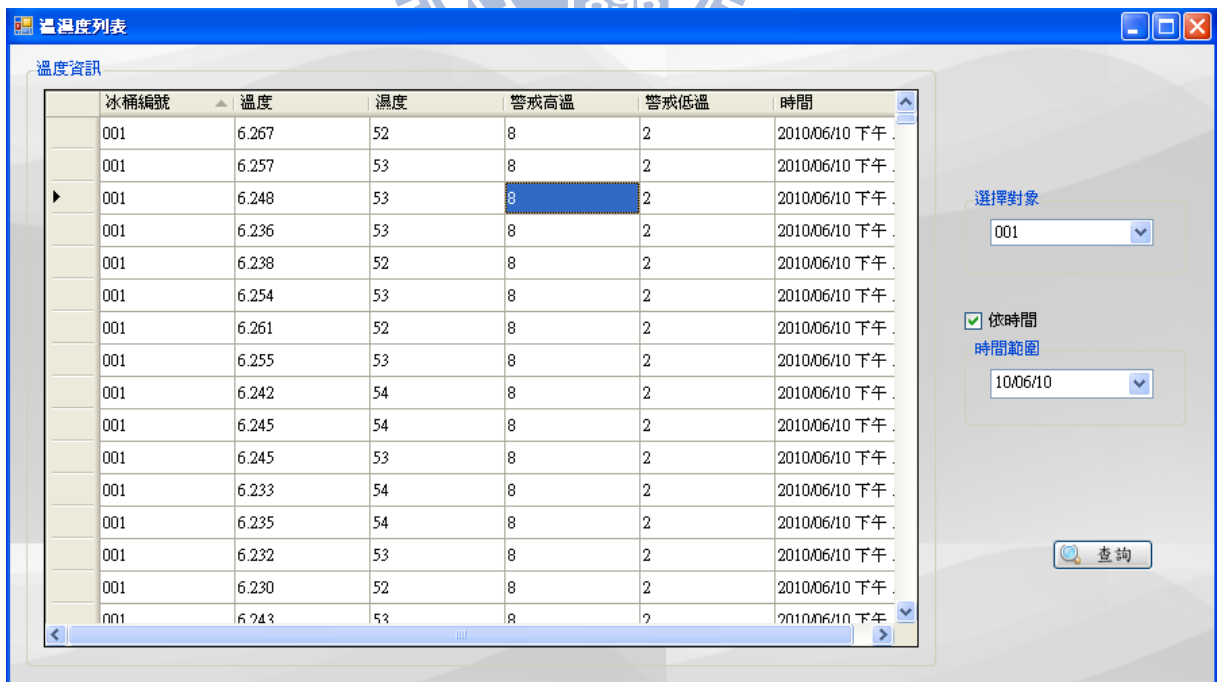 溫濕度列表
溫度資訊
冰桶編號 溫度 濕度 警戒高溫 警戒低溫 時間
001 6.267 52 8 2 2010/06/10 下午
001 6.257 53 8 2 2010/06/10 下午
001 6.248 53 8 2 2010/06/10 下午
001 6.236 53 8 2 2010/06/10 下午
001 6.238 52 8 2 2010/06/10 下午
001 6.254 53 8 2 2010/06/10 下午
001 6.261 52 8 2 2010/06/10 下午
001 6.255 53 8 2 2010/06/10 下午
001 6.242 54 8 2 2010/06/10 下午
001 6.245 54 8 2 2010/06/10 下午
001 6.245 53 8 2 2010/06/10 下午
001 6.233 54 8 2 2010/06/10 下午
001 6.235 54 8 2 2010/06/10 下午
001 6.232 53 8 2 2010/06/10 下午
001 6.230 52 8 2 2010/06/10 下午
001 6.243 53 8 2 2010/06/10 下午
選擇對象
001
依時間
時間範圍
10/06/10
查詢